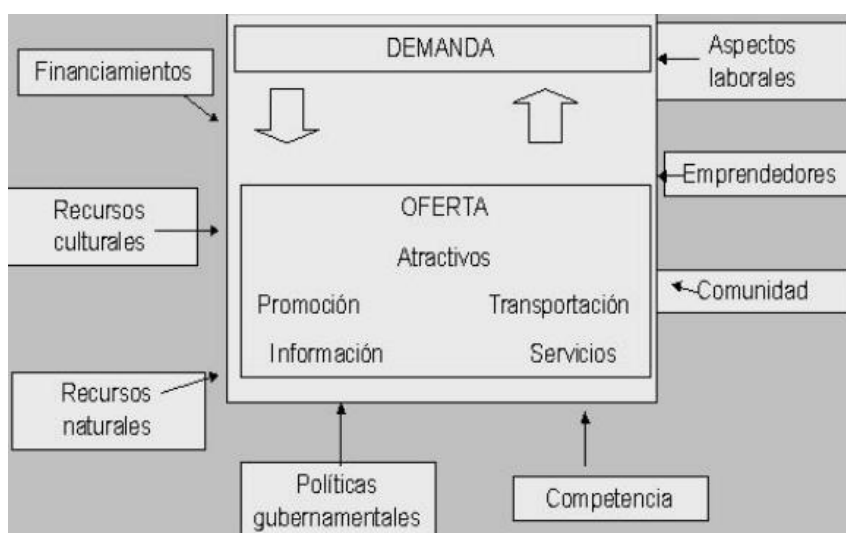 DEMANDA
Aspectos
laborales
Financiamientos
Emprendedores
Recursos
culturales
OFERTA
Atractivos
Promoción
Transportación
Información
Servicios
Comunidad
Recursos
naturales
Políticas
gubernamentales
Competencia